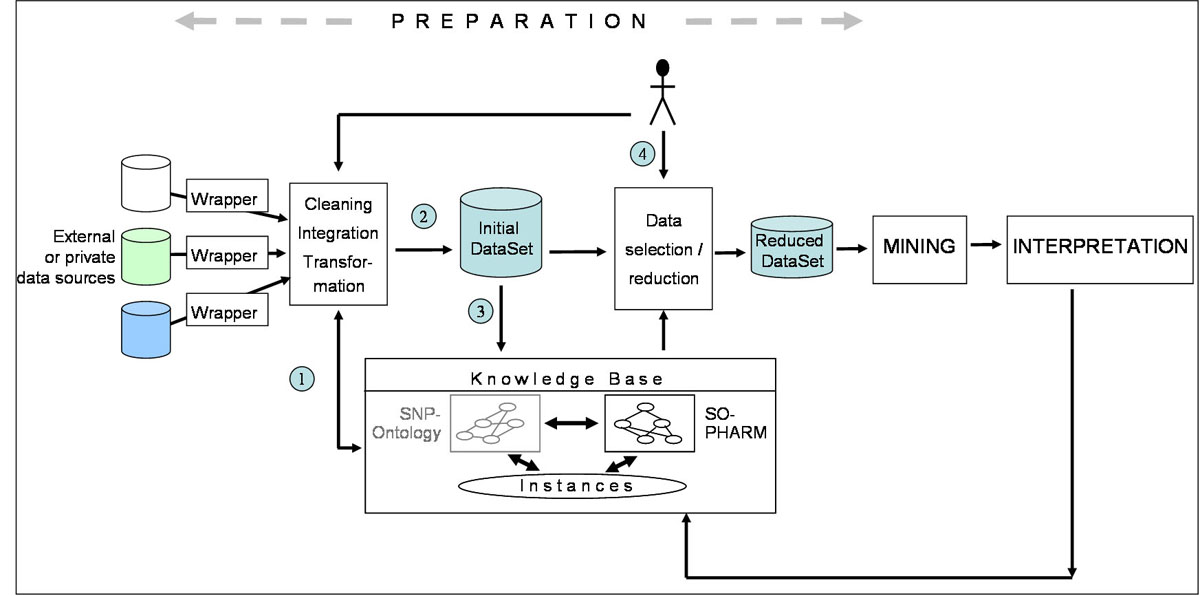 PREPARATION
4
Wrapper
Cleaning
Integration
Transfor-
mation
2
Initial
DataSet
Data
selection /
reduction
Reduced
DataSet
MINING
INTERPRETATION
External
or private
data sources
Wrapper
Wrapper
3
1
Knowledge Base
SNP-
Ontology
SO-
PHARM
Instances